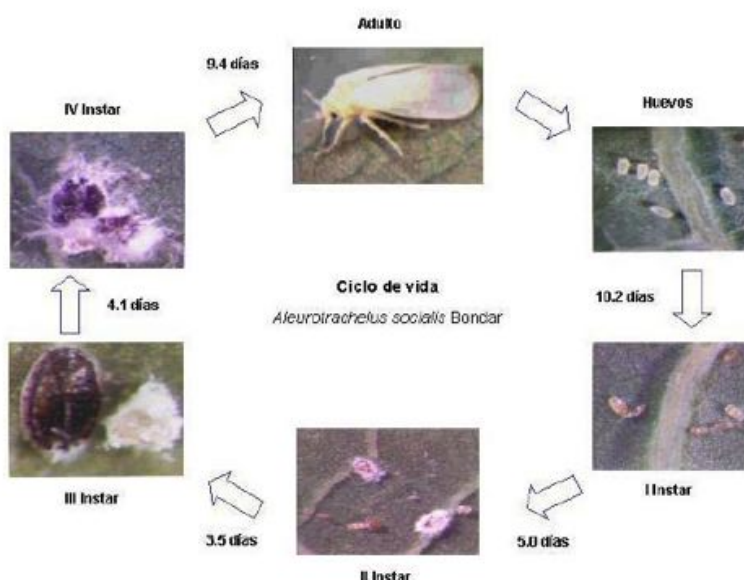 Adulto
9.4 días
IV Instar
Huevos
4.1 días
Ciclo de vida
Aleurotrachelus socialis Bondar
10.2 días
III Instar
I Instar
3.5 días
5.0 días
II Instar